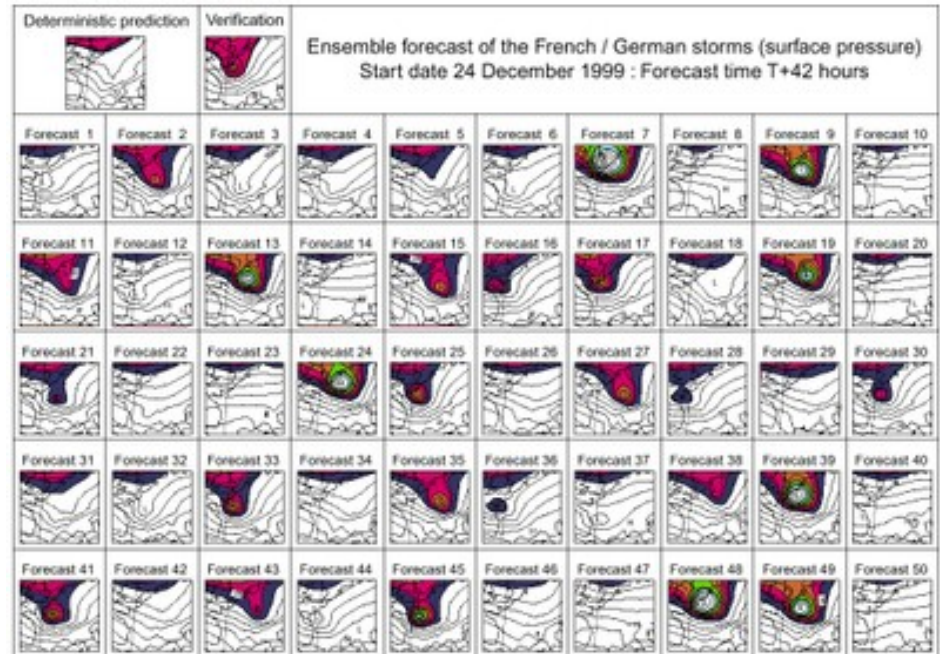 Deterministic prediction
Verification
Ensemble forecast of the French / German storms (surface pressure)
Start date 24 December 1999 : Forecast time T+42 hours
Forecast 1 Forecast 2 Forecast 3 Forecast 4 Forecast 5 Forecast 6 Forecast 7 Forecast 8 Forecast 9 Forecast 10
Forecast 11 Forecast 12 Forecast 13 Forecast 14 Forecast 15 Forecast 16 Forecast 17 Forecast 18 Forecast 19 Forecast 20
Forecast 21 Forecast 22 Forecast 23 Forecast 24 Forecast 25 Forecast 26 Forecast 27 Forecast 28 Forecast 29 Forecast 30
Forecast 31 Forecast 32 Forecast 33 Forecast 34 Forecast 35 Forecast 36 Forecast 37 Forecast 38 Forecast 39 Forecast 40
Forecast 41 Forecast 42 Forecast 43 Forecast 44 Forecast 45 Forecast 46 Forecast 47 Forecast 48 Forecast 49 Forecast 50